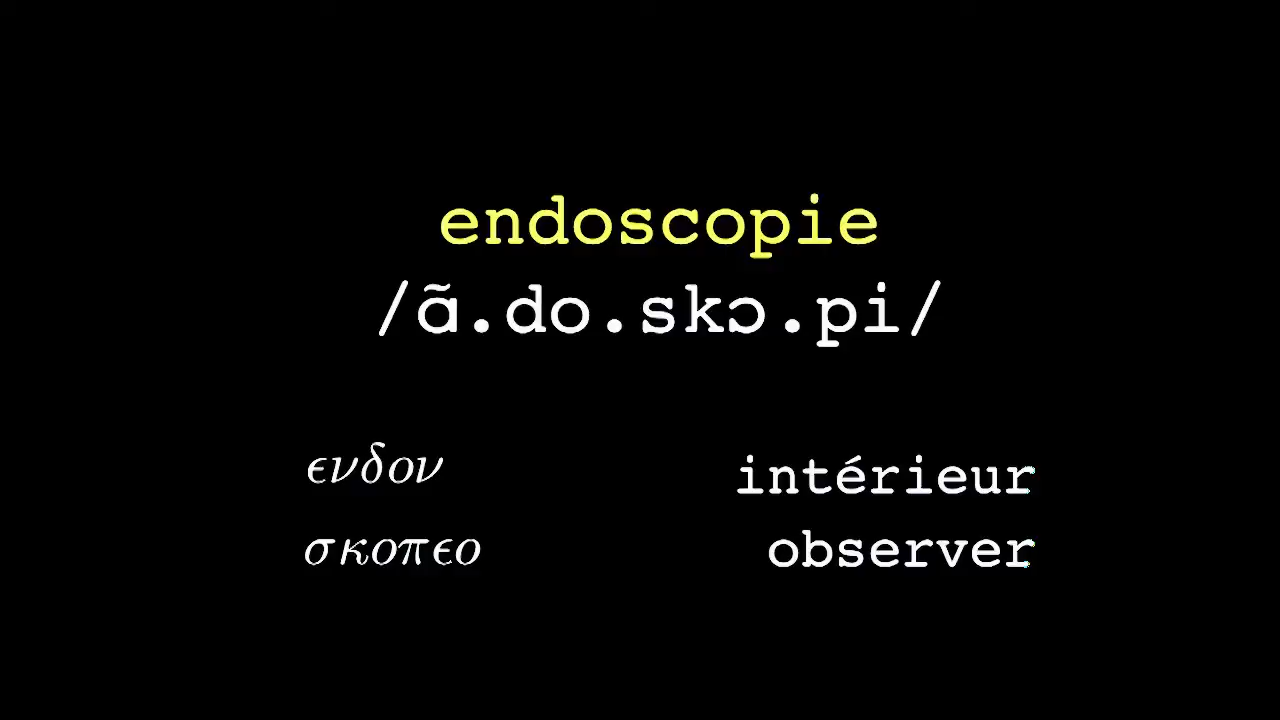 endoscopie
/ɑ̃.do.skɔ.pi/
ενδον intérieur
σκοπεο observer